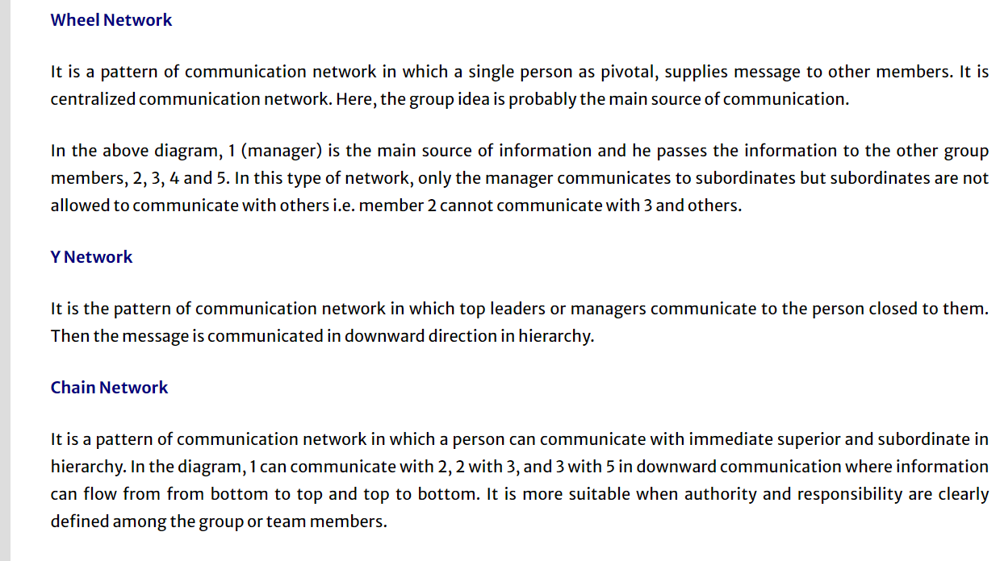 Wheel Network
It is a pattern of communication network in which a single person as pivotal, supplies message to other members. It is
centralized communication network. Here, the group idea is probably the main source of communication.
In the above diagram, 1 (manager) is the main source of information and he passes the information to the other group
members, 2, 3, 4 and 5. In this type of network, only the manager communicates to subordinates but subordinates are not
allowed to communicate with others i.e. member 2 cannot communicate with 3 and others.
Y Network
It is the pattern of communication network in which top leaders or managers communicate to the person closed to them.
Then the message is communicated in downward direction in hierarchy.
Chain Network
It is a pattern of communication network in which a person can communicate with immediate superior and subordinate in
hierarchy. In the diagram, 1 can communicate with 2, 2 with 3, and 3 with 5 in downward communication where information
can flow from from bottom to top and top to bottom. It is more suitable when authority and responsibility are clearly
defined among the group or team members.